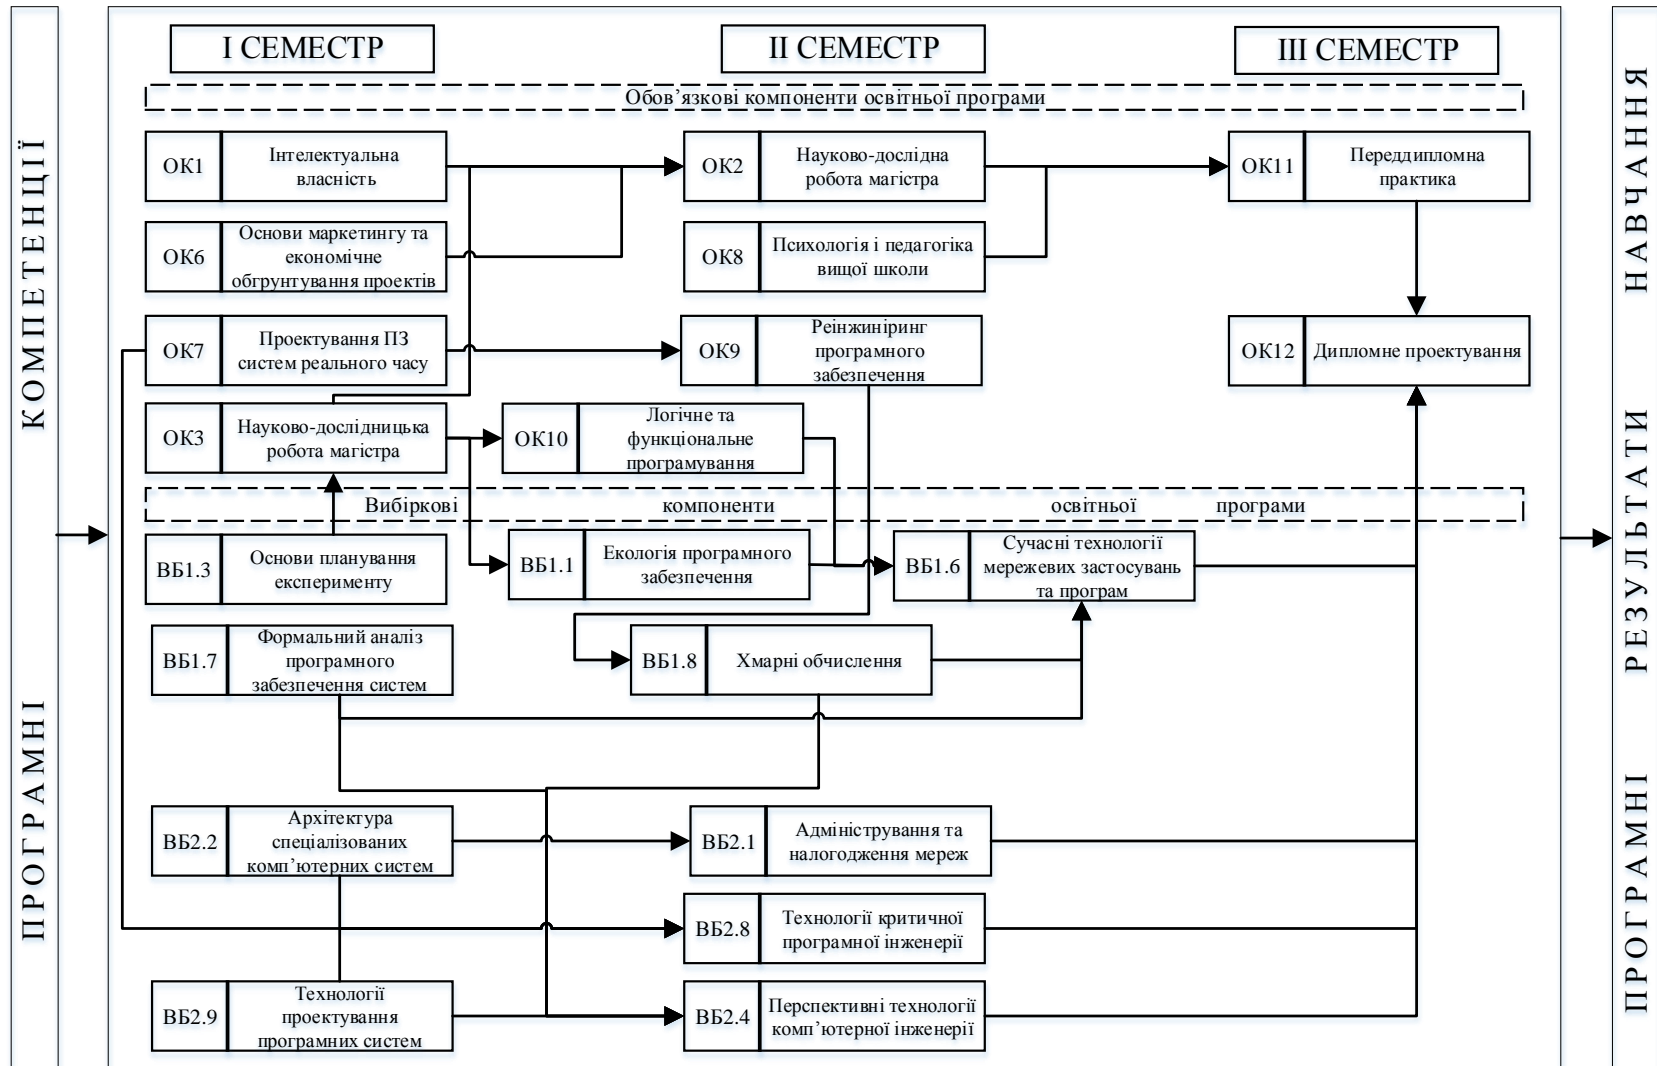 ПРОГРАМНІ КОМПЕТЕНЦІЇ
І СЕМЕСТР
ІІ СЕМЕСТР
ІІІ СЕМЕСТР
Обов’язкові компоненти освітньої програми
ОК1
Інтелектуальна
власність
ОК2
Науково-дослідна
робота магістра
ОК11
Переддипломна
практика
ОК6
Основи маркетингу та
економічне
обгрунтування проектів
ОК8
Психологія і педагогіка
вищої школи
ОК7
Проектування ПЗ
систем реального часу
ОК9
Реінжиніринг
програмного
забезпечення
ОК12
Дипломне проектування
ОК3
Науково-дослідницька
робота магістра
ОК10
Логічне та
функціональне
програмування
Вибіркові компоненти освітньої програми
ВБ1.3
Основи планування
експерименту
ВБ1.1
Екологія програмного
забезпечення
ВБ1.6
Сучасні технології
мережевих застосувань
та програм
ВБ1.7
Формальний аналіз
програмного
забезпечення систем
ВБ1.8
Хмарні обчислення
ВБ2.2
Архітектура
спеціалізованих
комп’ютерних систем
ВБ2.1
Адміністрування та
налогодження мереж
ВБ2.8
Технології критичної
програмної інженерії
ВБ2.9
Технології
проектування
програмних систем
ВБ2.4
Перспективні технології
комп’ютерної інженерії
ПРОГРАМНІ РЕЗУЛЬТАТИ НАВЧАННЯ